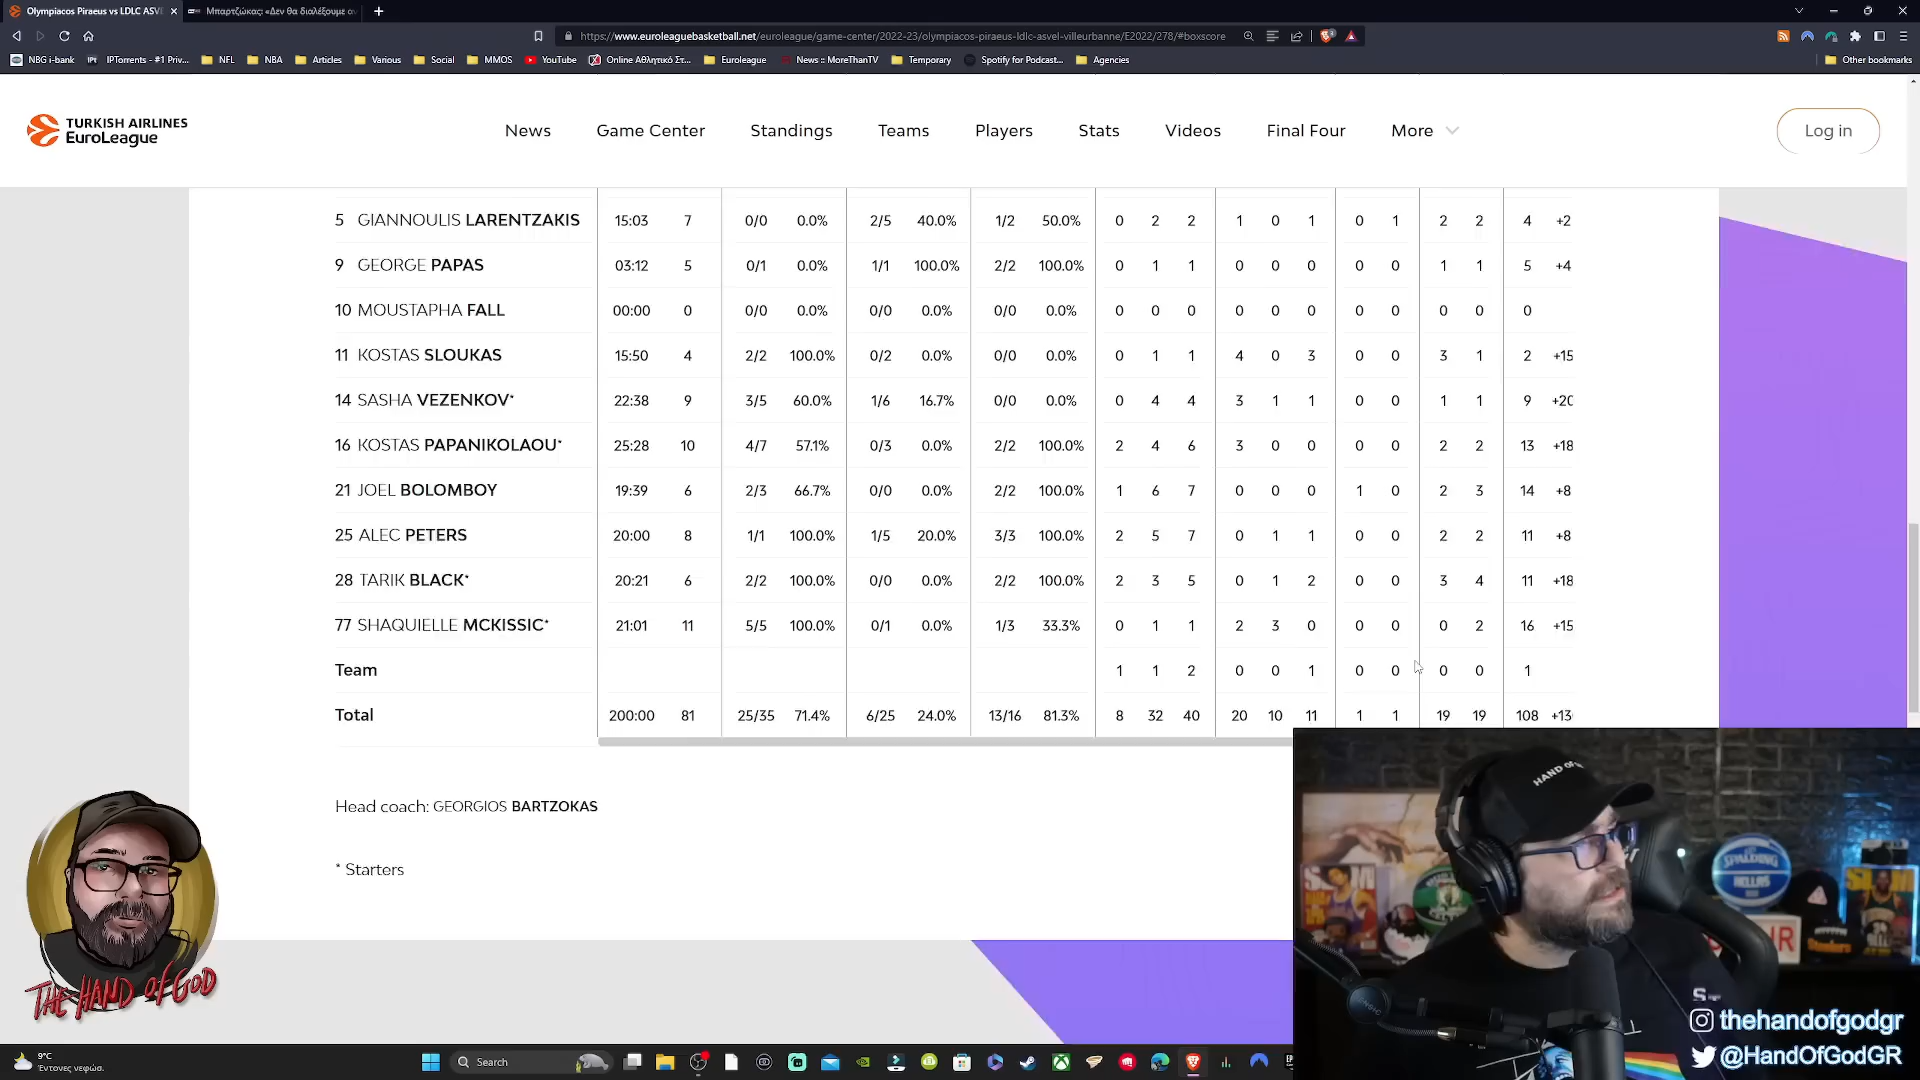 Olympiacos Piraeus vs LDLC ASV
Μπαρτζώκας: «Δεν θα διαλέξουμε αν
https://www.euroleaguebasketball.net/euroleague/game-center/2022-23/olympiacos-piraeus-ldlc-asvel-villeurbanne/E2022/278/#boxscore
NBG i-bank IPTorrents - #1 Priv... NFL NBA Articles Various Social MMOS YouTube Online Αθλητικό Στ... Euroleague News :: MoreThanTV Temporary Spotify for Podcast... Agencies Other bookmarks
TURKISH AIRLINES
EuroLeague
News Game Center Standings Teams Players Stats Videos Final Four More Log in
5 GIANNOULIS LARENTZAKIS 15:03 7 0/0 0.0% 2/5 40.0% 1/2 50.0% 0 2 2 1 0 1 0 1 2 2 4 +2
9 GEORGE PAPAS 03:12 5 0/1 0.0% 1/1 100.0% 2/2 100.0% 0 1 1 0 0 0 0 0 1 1 5 +4
10 MOUSTAPHA FALL 00:00 0 0/0 0.0% 0/0 0.0% 0/0 0.0% 0 0 0 0 0 0 0 0 0 0 0
11 KOSTAS SLOUKAS 15:50 4 2/2 100.0% 0/2 0.0% 0/0 0.0% 0 1 1 4 0 3 0 0 3 1 2 +15
14 SASHA VEZENKOV* 22:38 9 3/5 60.0% 1/6 16.7% 0/0 0.0% 0 4 4 3 1 1 0 0 1 1 9 +20
16 KOSTAS PAPANIKOLAOU* 25:28 10 4/7 57.1% 0/3 0.0% 2/2 100.0% 2 4 6 3 0 0 0 0 2 2 13 +18
21 JOEL BOLOMBOY 19:39 6 2/3 66.7% 0/0 0.0% 2/2 100.0% 1 6 7 0 0 0 1 0 2 3 14 +8
25 ALEC PETERS 20:00 8 1/1 100.0% 1/5 20.0% 3/3 100.0% 2 5 7 0 1 1 0 0 2 2 11 +8
28 TARIK BLACK* 20:21 6 2/2 100.0% 0/0 0.0% 2/2 100.0% 2 3 5 0 1 2 0 0 3 4 11 +18
77 SHAQUIELLE MCKISSIC* 21:01 11 5/5 100.0% 0/1 0.0% 1/3 33.3% 0 1 1 2 3 0 0 0 0 2 16 +15
Team 1 1 2 0 0 1 0 0 0 0 1
Total 200:00 81 25/35 71.4% 6/25 24.0% 13/16 81.3% 8 32 40 20 10 11 1 1 19 19 108 +13
Head coach: GEORGIOS BARTZOKAS
* Starters
THE HAND OF GOD
HAND OF
SPALDING
HELLAS
thehandofgodgr
@HandOfGodGR
9°C
Έντονες νεφώσ.
Search